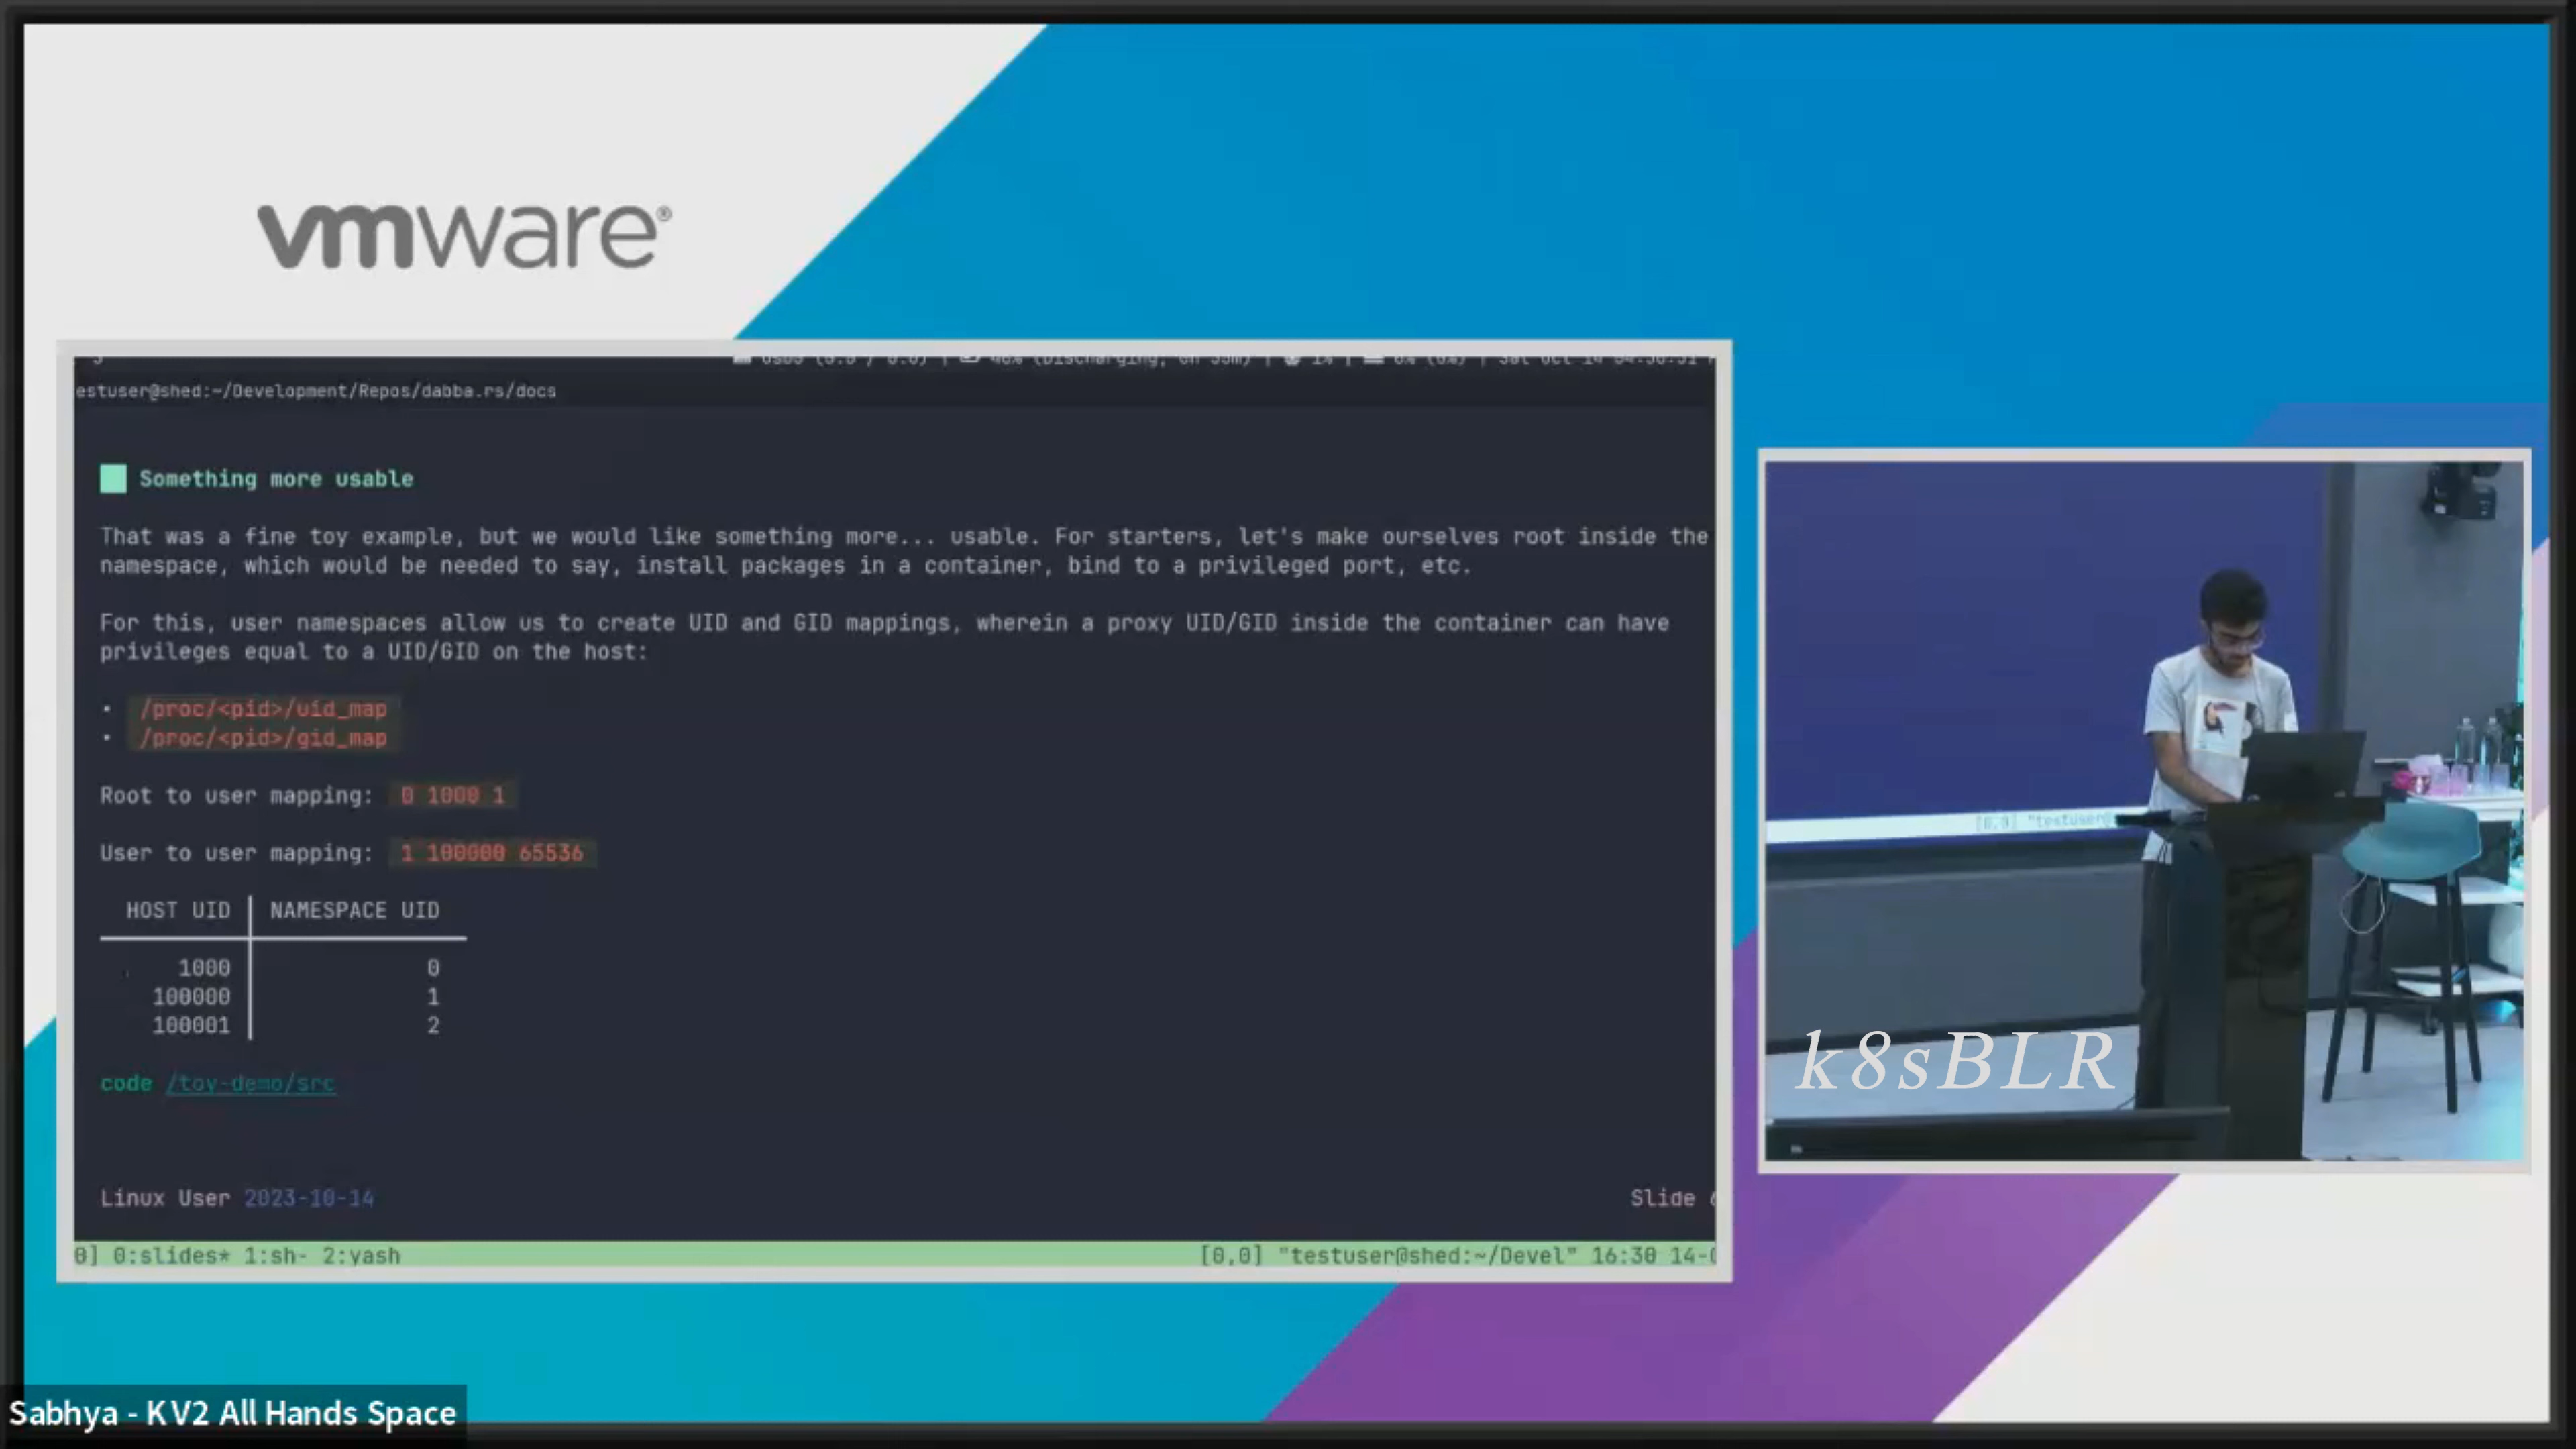 vmware®
estuser@shed:~/Development/Repos/dabba.rs/docs
Something more usable
That was a fine toy example, but we would like something more... usable. For starters, let's make ourselves root inside the
namespace, which would be needed to say, install packages in a container, bind to a privileged port, etc.
For this, user namespaces allow us to create UID and GID mappings, wherein a proxy UID/GID inside the container can have
privileges equal to a UID/GID on the host:
• /proc/<pid>/uid_map
• /proc/<pid>/gid_map
Root to user mapping: 0 1000 1
User to user mapping: 1 100000 65536
HOST UID | NAMESPACE UID
1000 | 0
100000 | 1
100001 | 2
code /toy-demo/src
Linux User 2023-10-14
Slide
0] 0:slides* 1:sh- 2:yash
[0,0] "testuser@shed:~/Devel" 16:30 14-
[0,0] "testuser@
k8sBLR
Sabhya - KV2 All Hands Space